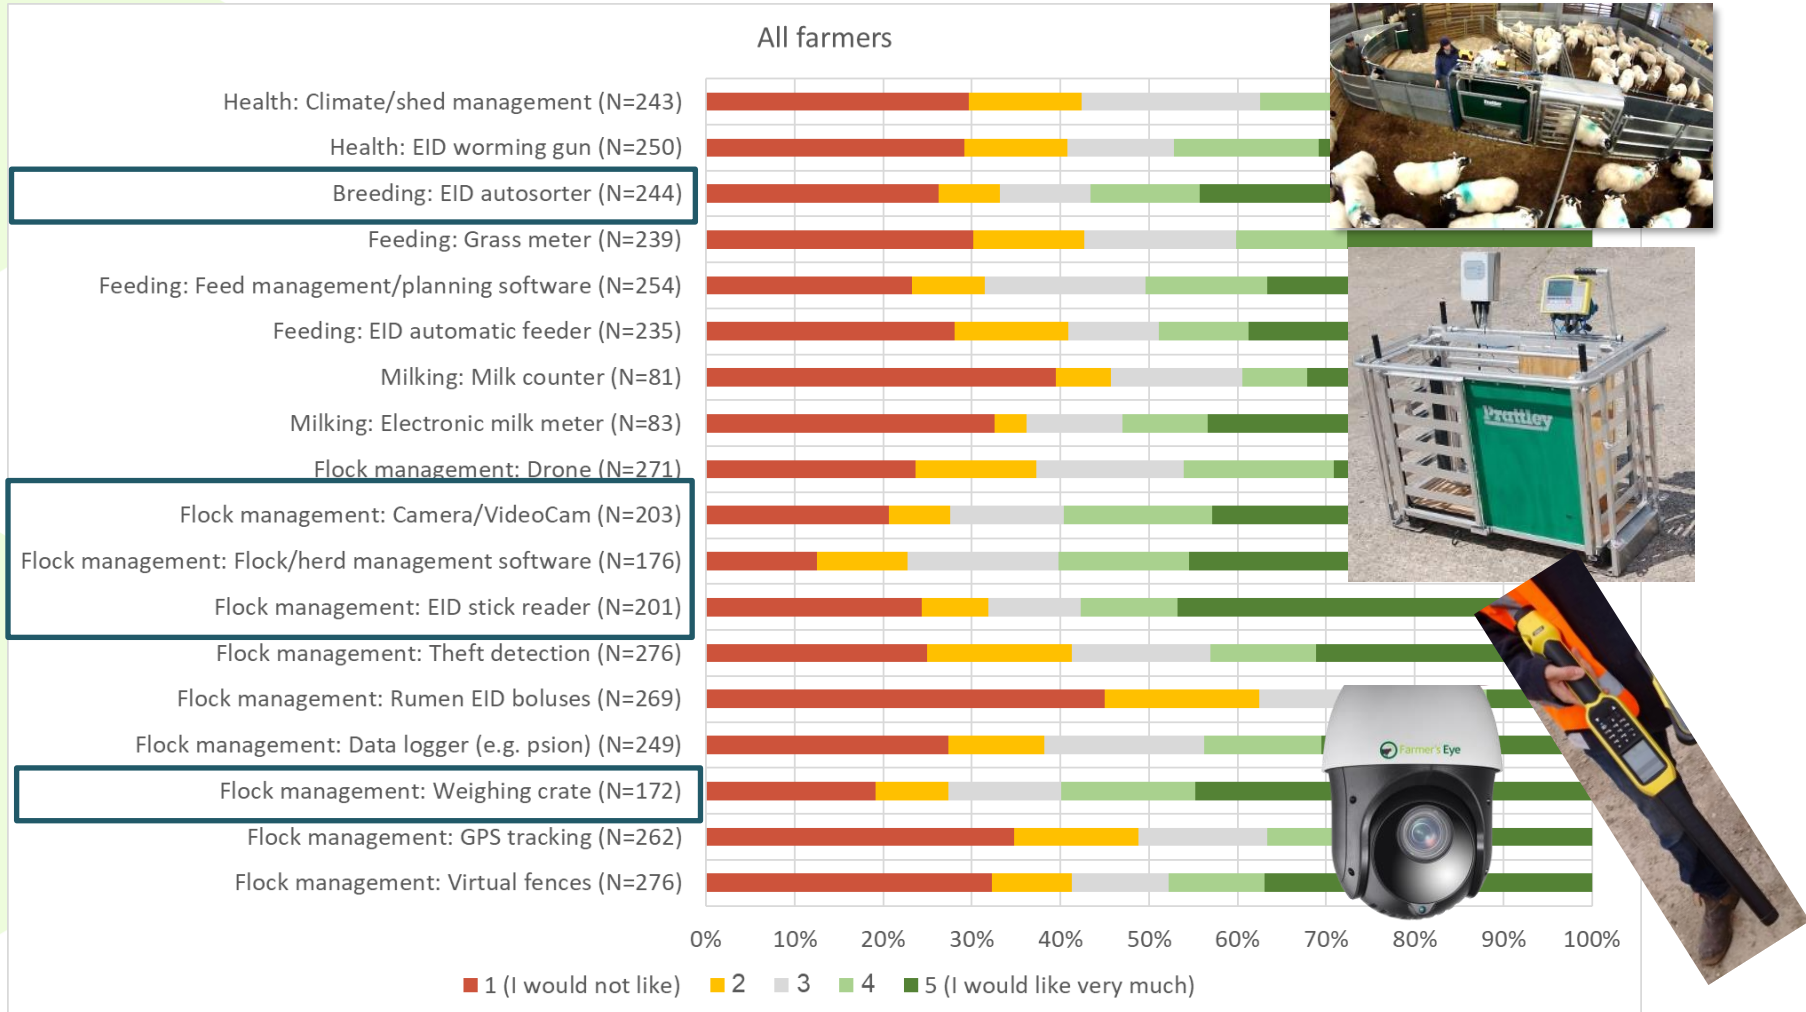 All farmers
Health: Climate/shed management (N=243)
Health: EID worming gun (N=250)
Breeding: EID autosorter (N=244)
Feeding: Grass meter (N=239)
Feeding: Feed management/planning software (N=254)
Feeding: EID automatic feeder (N=235)
Milking: Milk counter (N=81)
Milking: Electronic milk meter (N=83)
Flock management: Drone (N=271)
Flock management: Camera/VideoCam (N=203)
Flock management: Flock/herd management software (N=176)
Flock management: EID stick reader (N=201)
Flock management: Theft detection (N=276)
Flock management: Rumen EID boluses (N=269)
Flock management: Data logger (e.g. psion) (N=249)
Flock management: Weighing crate (N=172)
Flock management: GPS tracking (N=262)
Flock management: Virtual fences (N=276)
0% 10% 20% 30% 40% 50% 60% 70% 80% 90% 100%
1 (I would not like) 2 3 4 5 (I would like very much)
Prattley
Prattley
Farmer's Eye